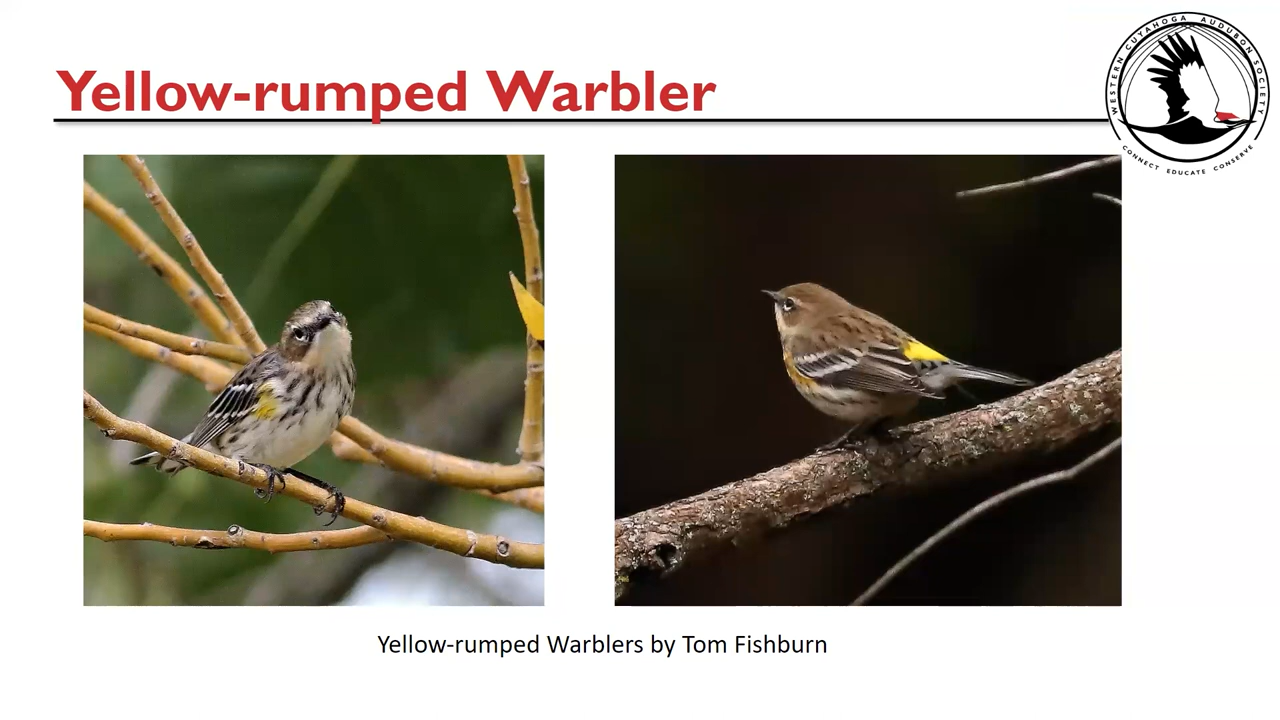 Yellow-rumped Warbler
WESTERN CUYAHOGA AUDUBON SOCIETY
CONNECT EDUCATE CONSERVE
Yellow-rumped Warblers by Tom Fishburn